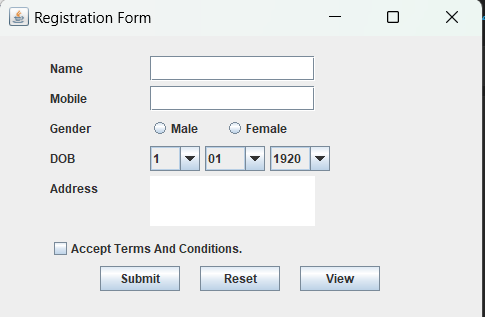 Registration Form
Name
Mobile
Gender Male Female
DOB 1 01 1920
Address
Accept Terms And Conditions.
Submit Reset View